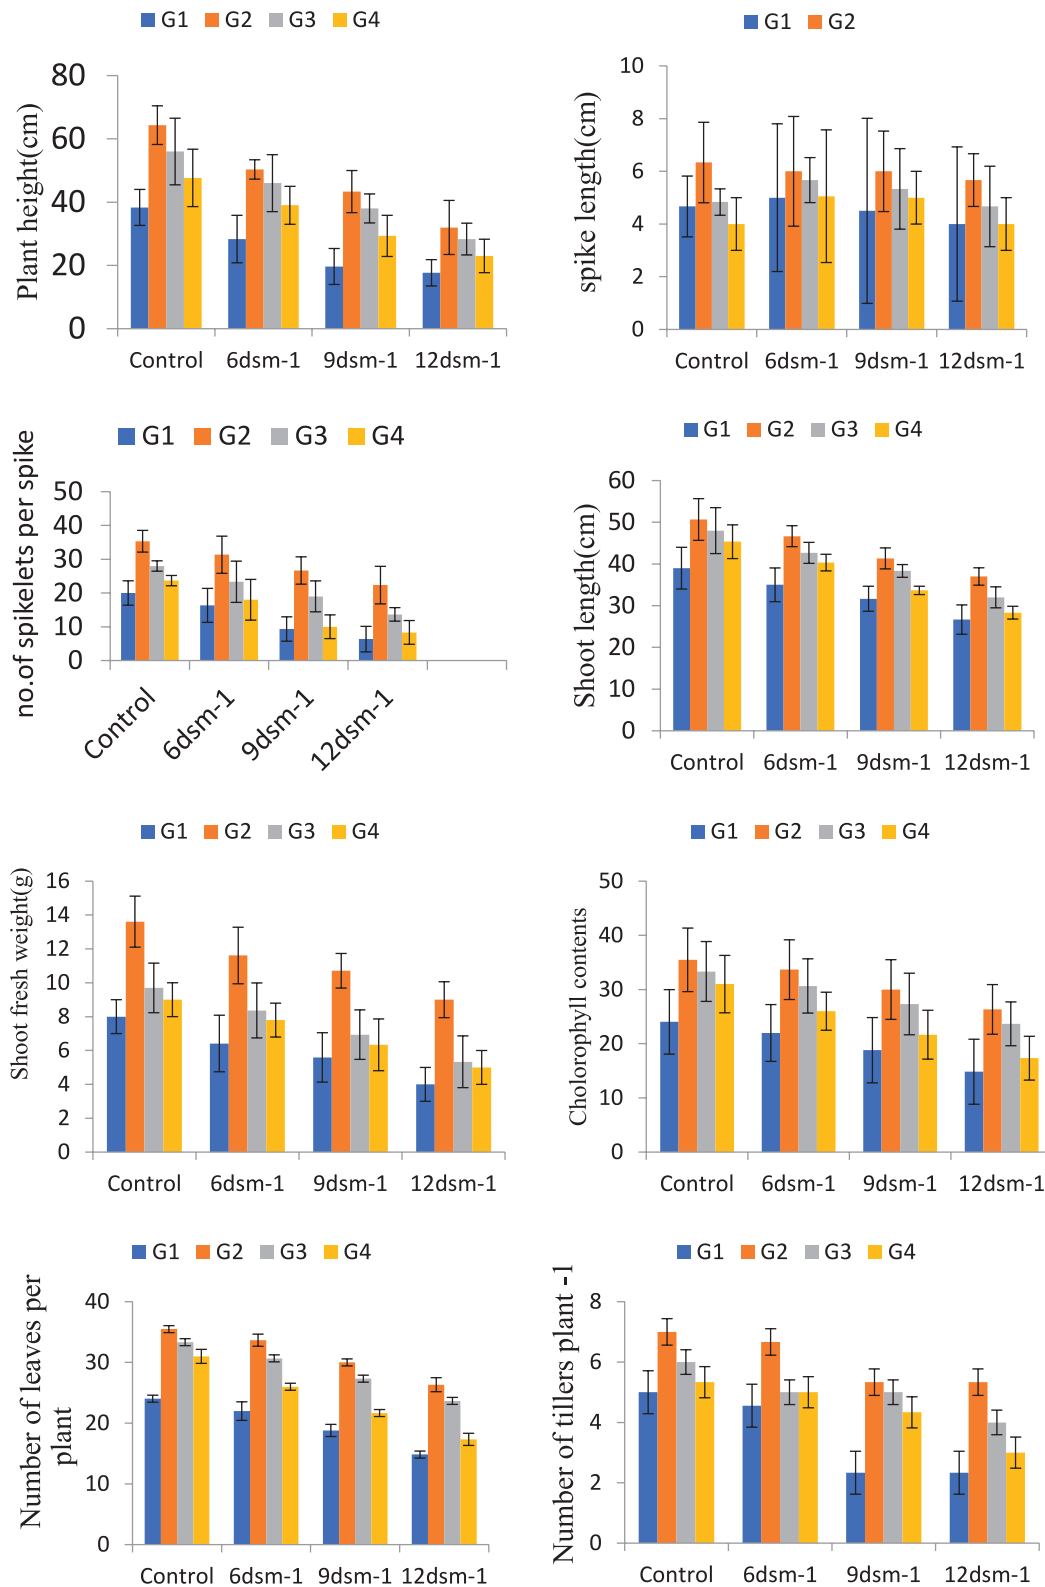 G1 G2 G3 G4
Plant height(cm)
80
60
40
20
0
Control 6dsm-1 9dsm-1 12dsm-1
G1 G2
spike length(cm)
10
8
6
4
2
0
Control 6dsm-1 9dsm-1 12dsm-1
G1 G2 G3 G4
no.of spikelets per spike
50
40
30
20
10
0
Control 6dsm-1 9dsm-1 12dsm-1
G1 G2 G3 G4
Shoot length(cm)
60
50
40
30
20
10
0
Control 6dsm-1 9dsm-1 12dsm-1
G1 G2 G3 G4
Shoot fresh weight(g)
16
14
12
10
8
6
4
2
0
Control 6dsm-1 9dsm-1 12dsm-1
G1 G2 G3 G4
Cholorophyll contents
50
40
30
20
10
0
Control 6dsm-1 9dsm-1 12dsm-1
G1 G2 G3 G4
Number of leaves per
plant
40
30
20
10
0
Control 6dsm-1 9dsm-1 12dsm-1
G1 G2 G3 G4
Number of tillers plant -1
8
6
4
2
0
Control 6dsm-1 9dsm-1 12dsm-1